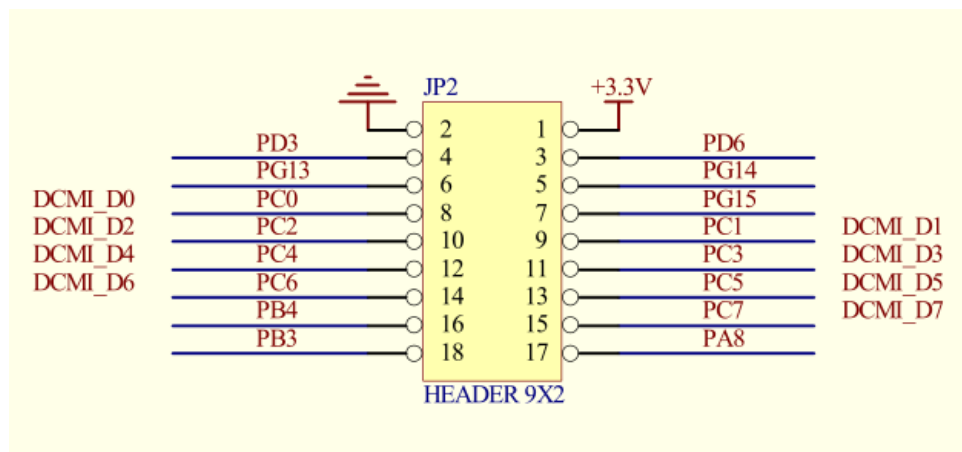 JP2 +3.3V
2 1
PD3 4 3 PD6
PG13 6 5 PG14
DCMI_D0 PC0 8 7 PG15
DCMI_D2 PC2 10 9 PC1 DCMI_D1
DCMI_D4 PC4 12 11 PC3 DCMI_D3
DCMI_D6 PC6 14 13 PC5 DCMI_D5
PB4 16 15 PC7 DCMI_D7
PB3 18 17 PA8
HEADER 9X2